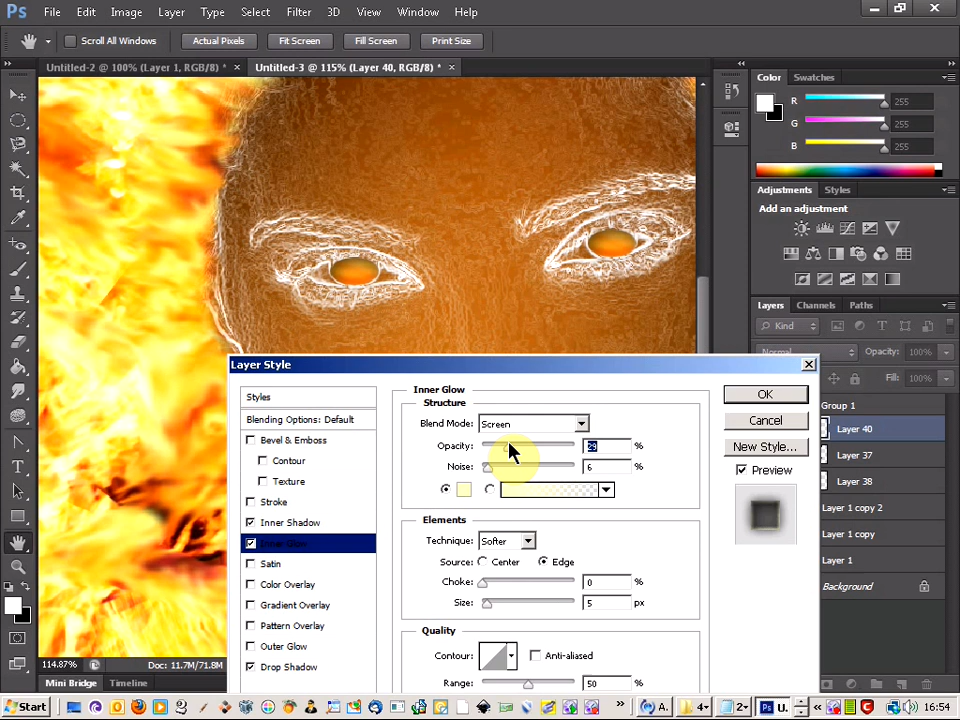 Ps File Edit Image Layer Type Select Filter 3D View Window Help
Scroll All Windows Actual Pixels Fit Screen Fill Screen Print Size
Untitled-2 @ 100% (Layer 1, RGB/8) * × Untitled-3 @ 115% (Layer 40, RGB/8) * ×
Color Swatches
R 255
G 255
B 255
Adjustments Styles
Add an adjustment
Layers Channels Paths
Kind
Normal Opacity: 100%
Fill: 100%
Group 1
Layer 40
Layer 37
Layer 38
Layer 1 copy 2
Layer 1 copy
Layer 1
Background
Layer Style
Styles
Blending Options: Default
Bevel & Emboss
Contour
Texture
Stroke
Inner Shadow
Inner Glow
Satin
Color Overlay
Gradient Overlay
Pattern Overlay
Outer Glow
Drop Shadow
Inner Glow
Structure
Blend Mode: Screen
Opacity: 29 %
Noise: 6 %
Elements
Technique: Softer
Source: Center Edge
Choke: 0 %
Size: 5 px
Quality
Contour: Anti-aliased
Range: 50 %
OK
Cancel
New Style...
Preview
114.87% Doc: 11.7M/71.8M
Mini Bridge Timeline
Start A. 4 2 U. 16:54